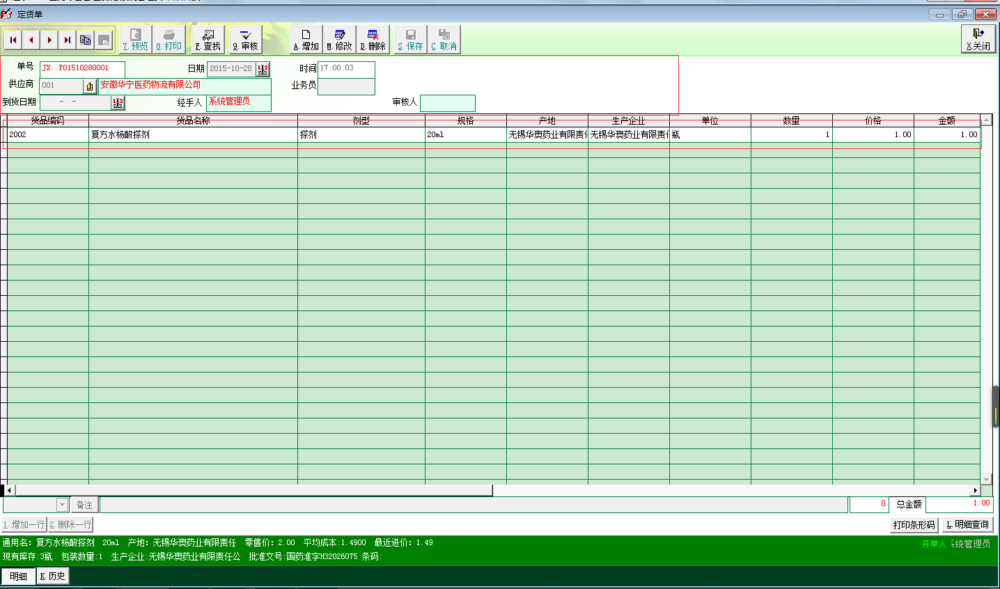 定货单
7.预览 8.打印 F.查找 9.审核 A.增加 M.修改 D.删除 S.保存 C.取消 X.关闭
单号 JX..P01510280001 日期 2015-10-28 时间 17:00:03
供应商 001 安徽华宁医药物流有限公司 业务员
到货日期 - - 经手人 系统管理员 审核人
货品编码 货品名称 剂型 规格 产地 生产企业 单位 数量 价格 金额
2002 复方水杨酸搽剂 搽剂 20ml 无锡华澳药业有限责任 无锡华澳药业有限责任 瓶 1 1.00 1.00
备注 0 总金额 1.00
1.增加一行 2.删除一行 打印条形码 L.明细查询
通用名: 复方水杨酸搽剂 20ml 产地: 无锡华澳药业有限责任 零售价: 2.00 平均成本:1.4900 最近进价: 1.49 开单人 系统管理员
现有库存:3瓶 包装数量:1 生产企业:无锡华澳药业有限责任公 批准文号:国药准字H32026075 条码:
明细 K.历史